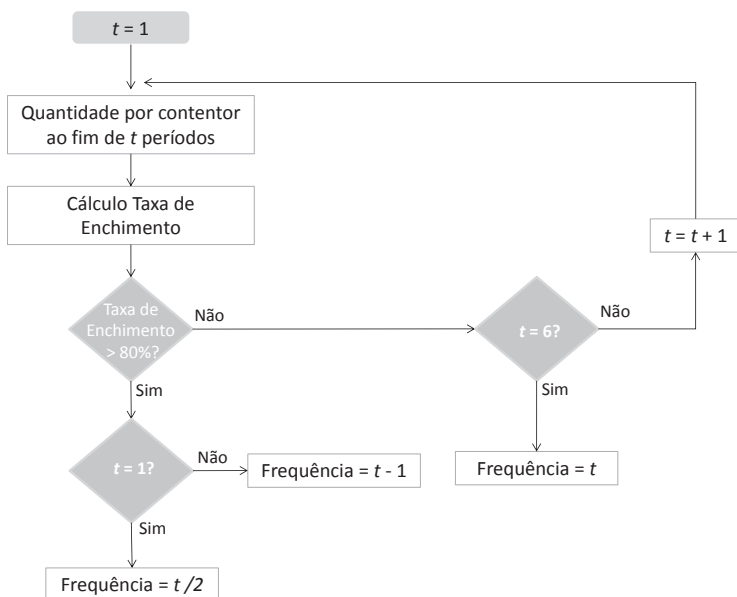 t = 1
Quantidade por contentor
ao fim de t períodos
Cálculo Taxa de
Enchimento
t = t + 1
Taxa de
Enchimento
> 80%?
Não
t = 6?
Não
Sim
Sim
t = 1?
Não
Frequência = t - 1
Frequência = t
Sim
Frequência = t /2